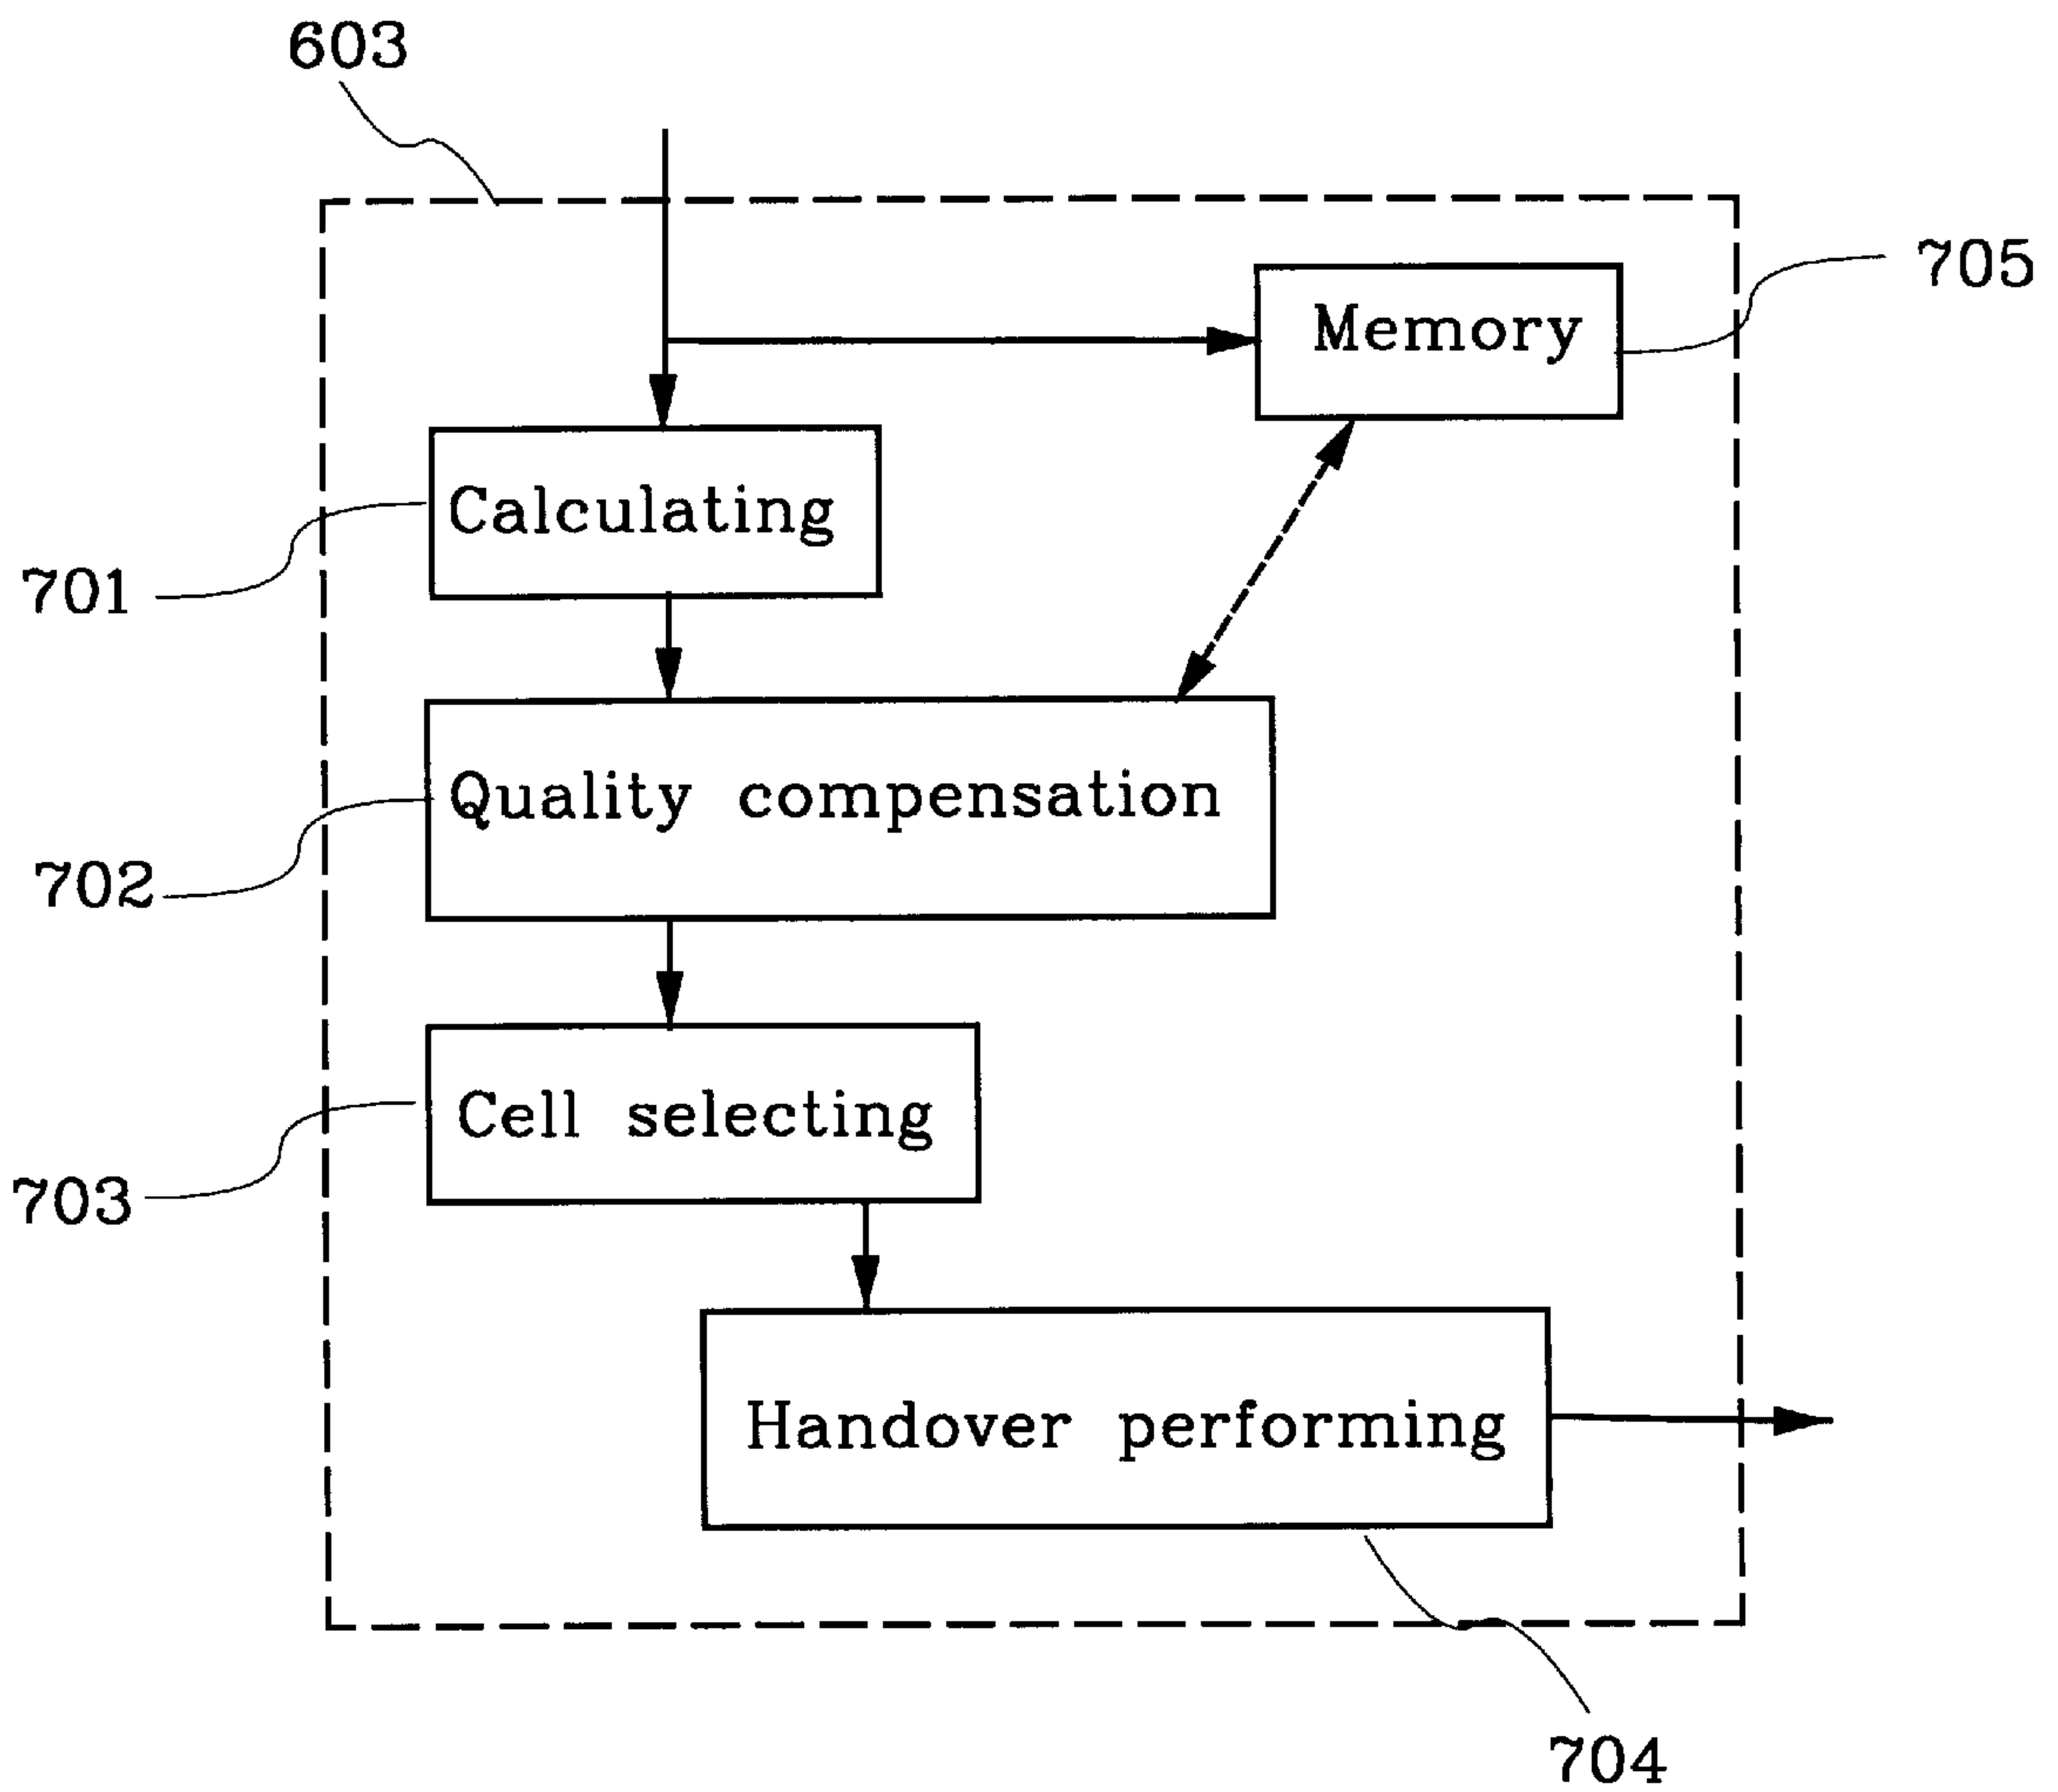 603
705
Memory
Calculating
701
Quality compensation
702
Cell selecting
703
Handover performing
704